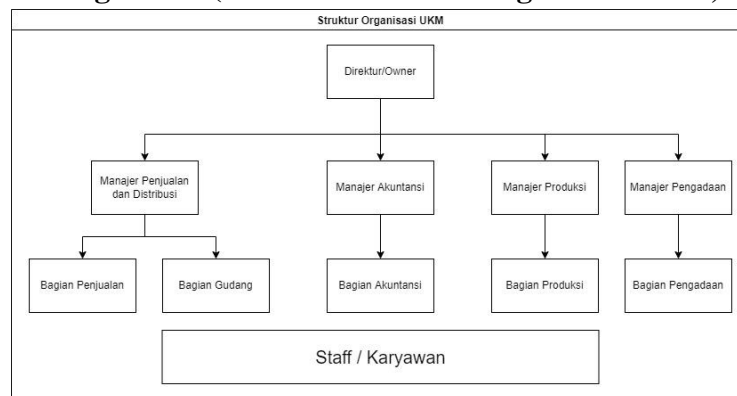 Struktur Organisasi UKM
Direktur/Owner
Manajer Penjualan
dan Distribusi
Manajer Akuntansi
Manajer Produksi
Manajer Pengadaan
Bagian Penjualan
Bagian Gudang
Bagian Akuntansi
Bagian Produksi
Bagian Pengadaan
Staff / Karyawan